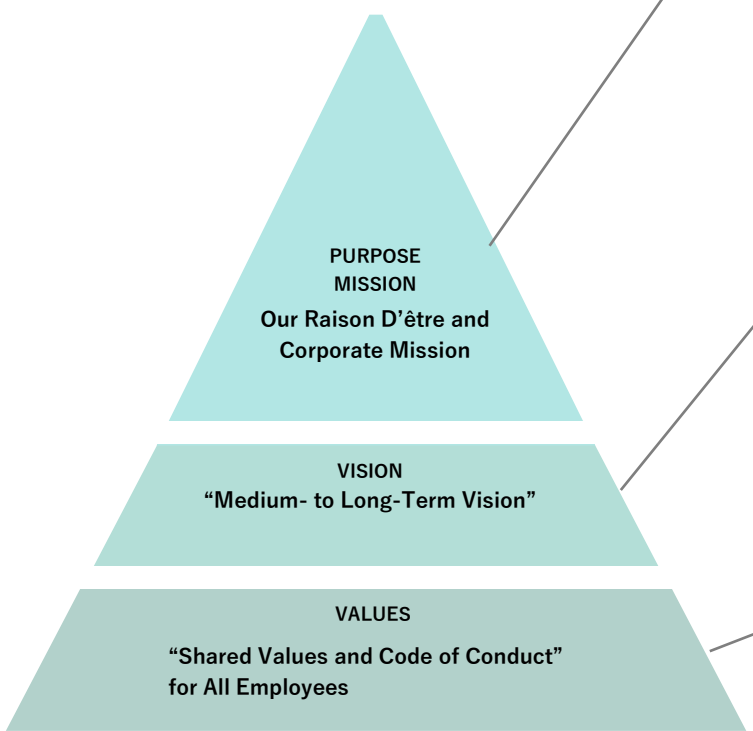 PURPOSE
MISSION
Our Raison D’être and
Corporate Mission
VISION
“Medium- to Long-Term Vision”
VALUES
“Shared Values and Code of Conduct”
for All Employees